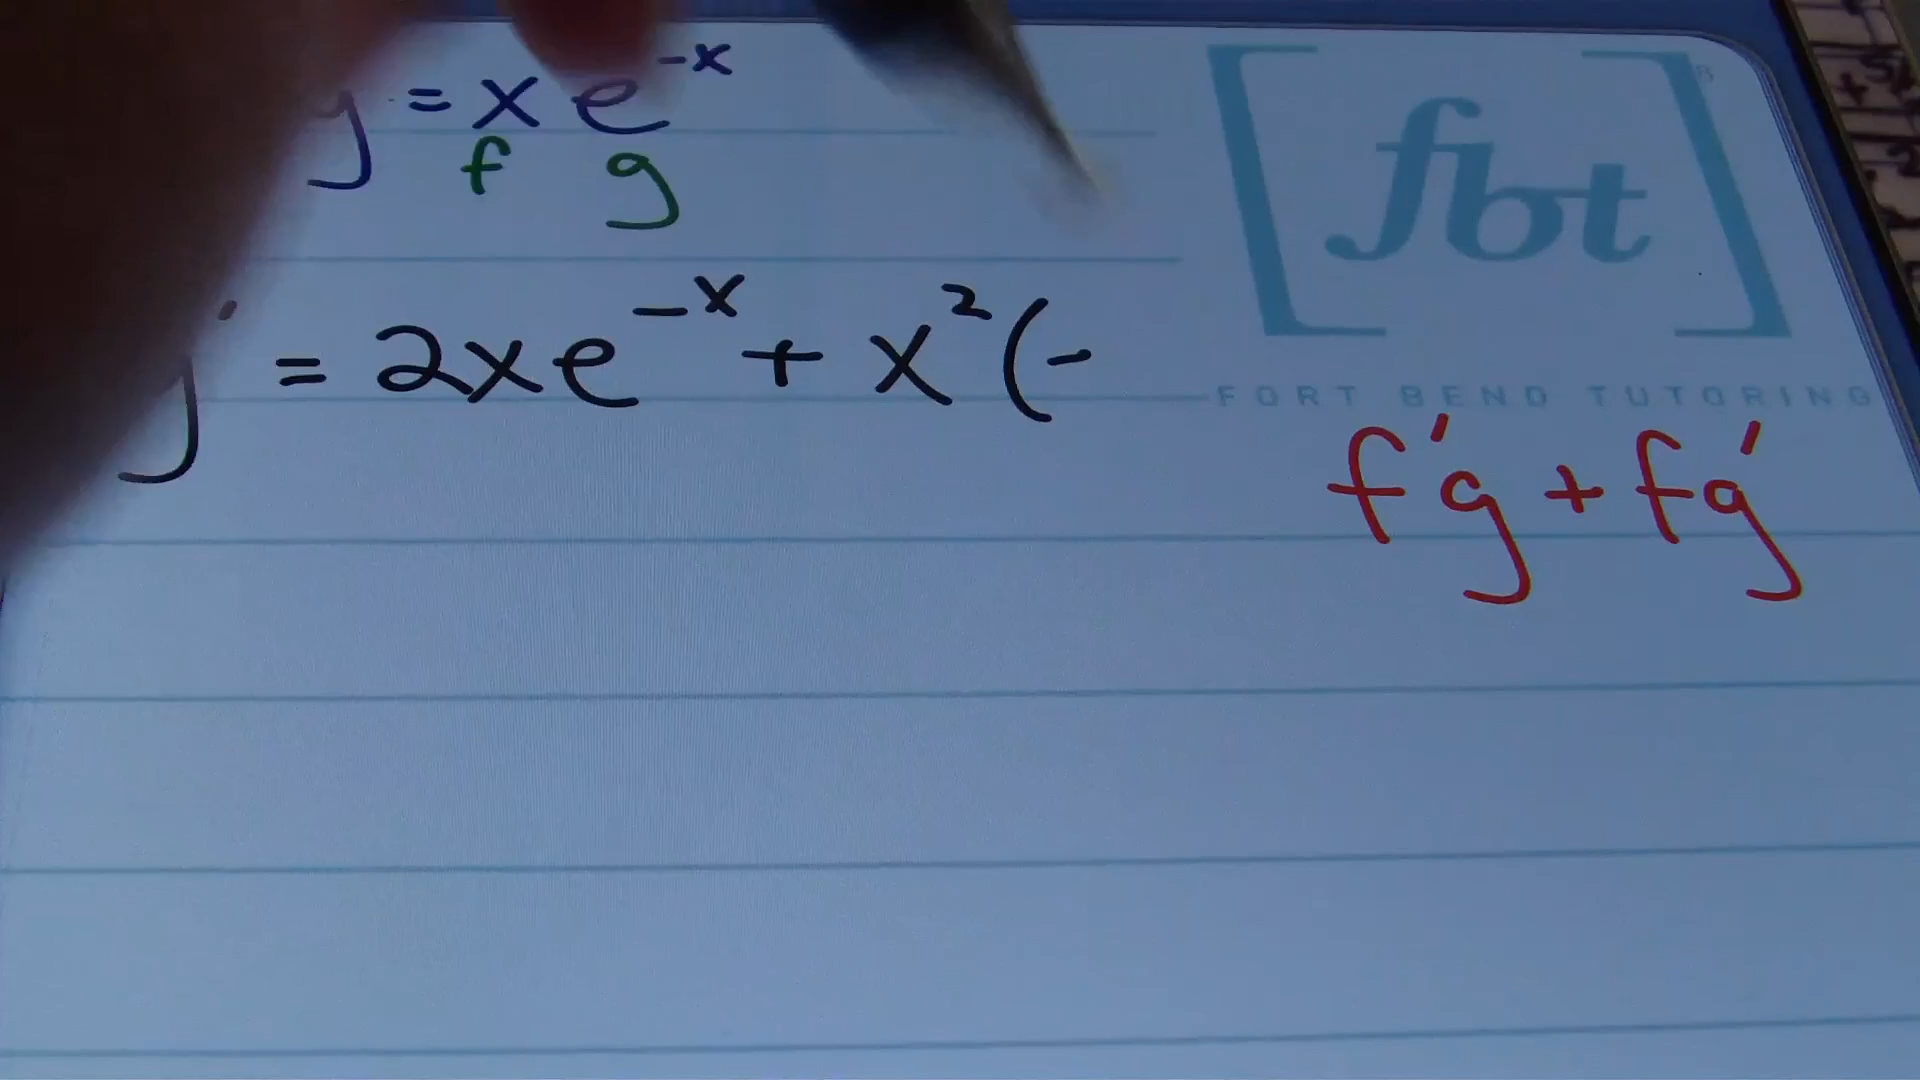 y = x e^-x
f g
y' = 2xe^-x + x^2(-
[fbt]®
FORT BEND TUTORING
f'g + fg'